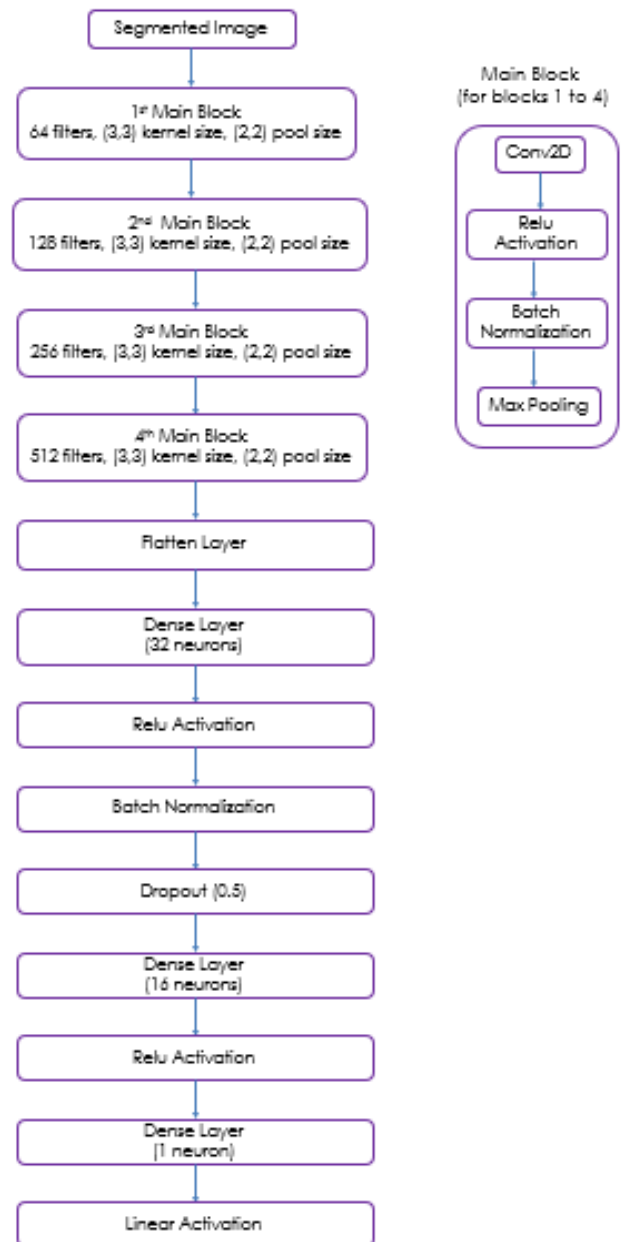 Segmented Image
1st Main Block
64 filters, (3,3) kernel size, (2,2) pool size
2nd Main Block
128 filters, (3,3) kernel size, (2,2) pool size
3rd Main Block
256 filters, (3,3) kernel size, (2,2) pool size
4th Main Block
512 filters, (3,3) kernel size, (2,2) pool size
Flatten Layer
Dense Layer
(32 neurons)
Relu Activation
Batch Normalization
Dropout (0.5)
Dense Layer
(16 neurons)
Relu Activation
Dense Layer
(1 neuron)
Linear Activation
Main Block
(for blocks 1 to 4)
Conv2D
Relu
Activation
Batch
Normalization
Max Pooling